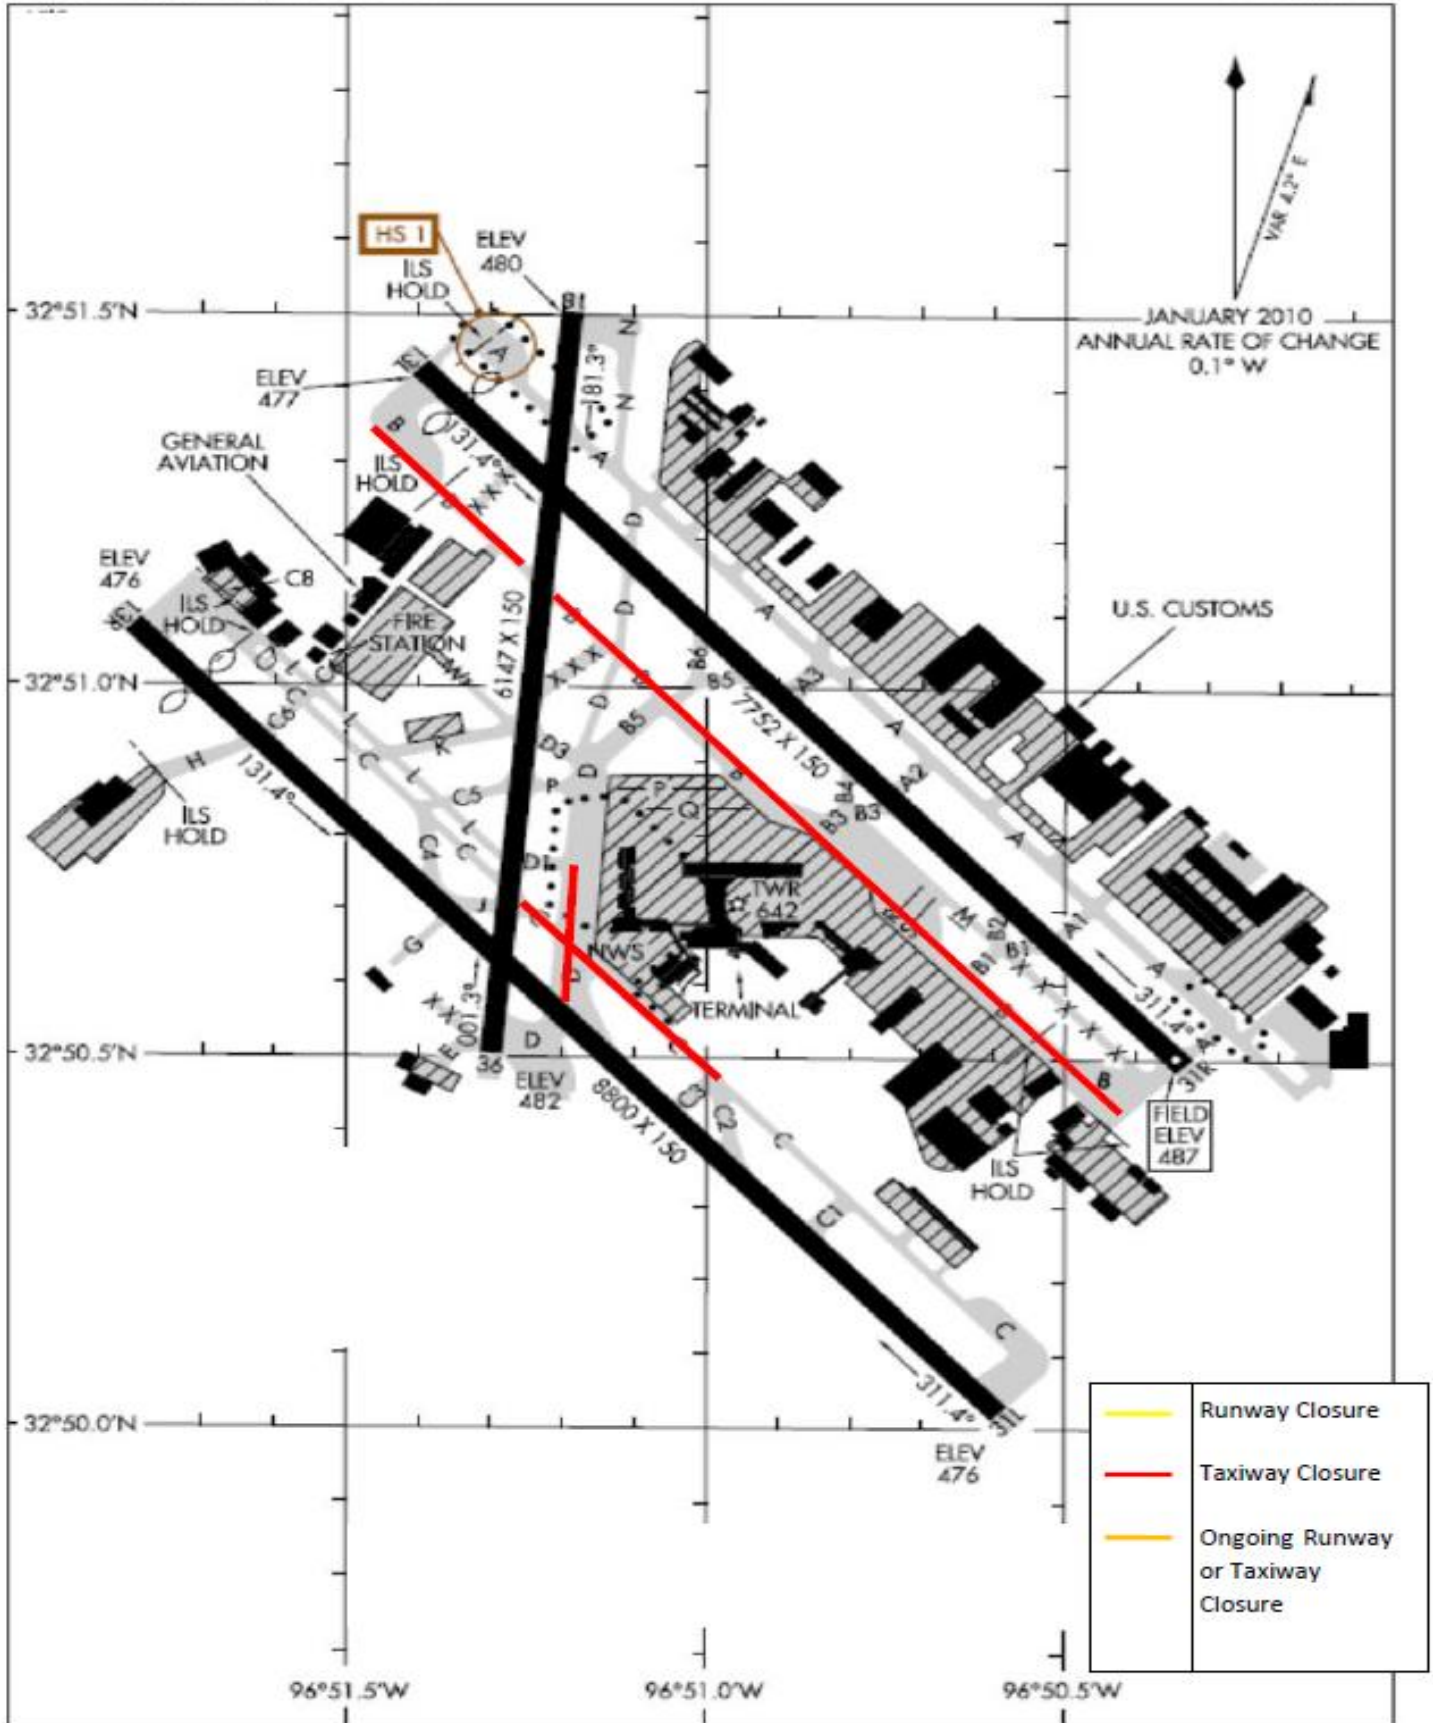 HS 1
ELEV
480
ILS
HOLD
18
N
VAR 4.2° E
32°51.5'N
JANUARY 2010
ANNUAL RATE OF CHANGE
0.1° W
A
13L
ELEV
477
181.3°
N
B
131.4°
A
GENERAL
AVIATION
ILS
HOLD
B
X X X
D
ELEV
476
C8
ILS
HOLD
FIRE
STATION
6147 X 150
B
D
A
U.S. CUSTOMS
13R
32°51.0'N
X X X
B6
B5
A3
L
C
C6
D
B5
7752 X 150
A
H
131.4°
L
C
K
D3
D
B
B4
A2
ILS
HOLD
L
C5
P
P
Q
B3
B3
A
C4
L
C
D1
TWR
642
J
L
M
B2
A1
G
NWS
B1
B1
A
X X
001.3°
D
TERMINAL
X X X X X
311.4°
A
32°50.5'N
E
36
D
ELEV
482
C3
C2
C
B
31R
8800 X 150
FIELD
ELEV
487
ILS
HOLD
C1
C
311.4°
31L
32°50.0'N
ELEV
476
Runway Closure
Taxiway Closure
Ongoing Runway
or Taxiway
Closure
96°51.5'W
96°51.0'W
96°50.5'W